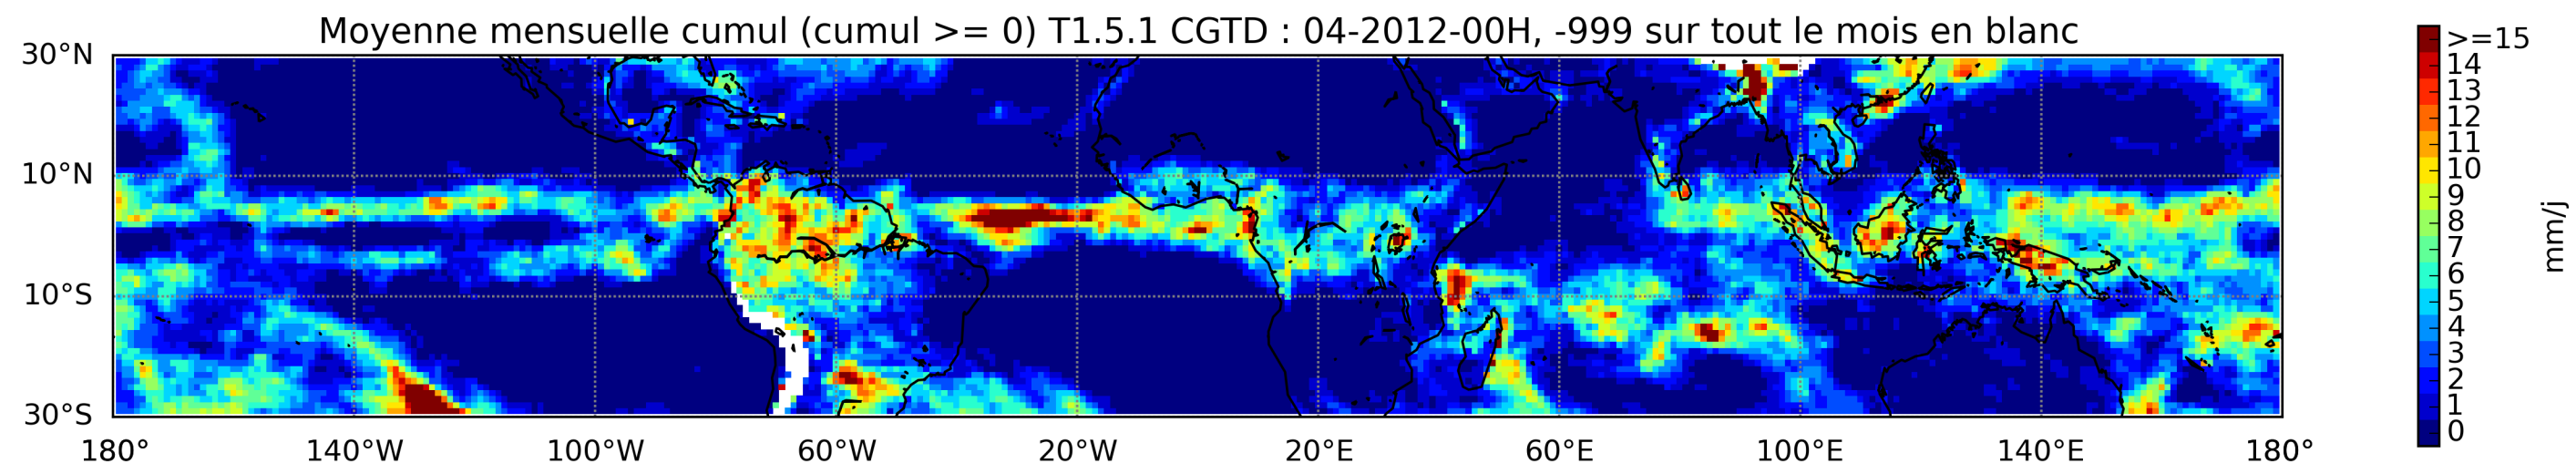 Moyenne mensuelle cumul (cumul >= 0) T1.5.1 CGTD : 04-2012-00H, -999 sur tout le mois en blanc
30°N
10°N
10°S
30°S
180°
140°W
100°W
60°W
20°W
20°E
60°E
100°E
140°E
180°
>=15
14
13
12
11
10
9
8
7
6
5
4
3
2
1
0
mm/j